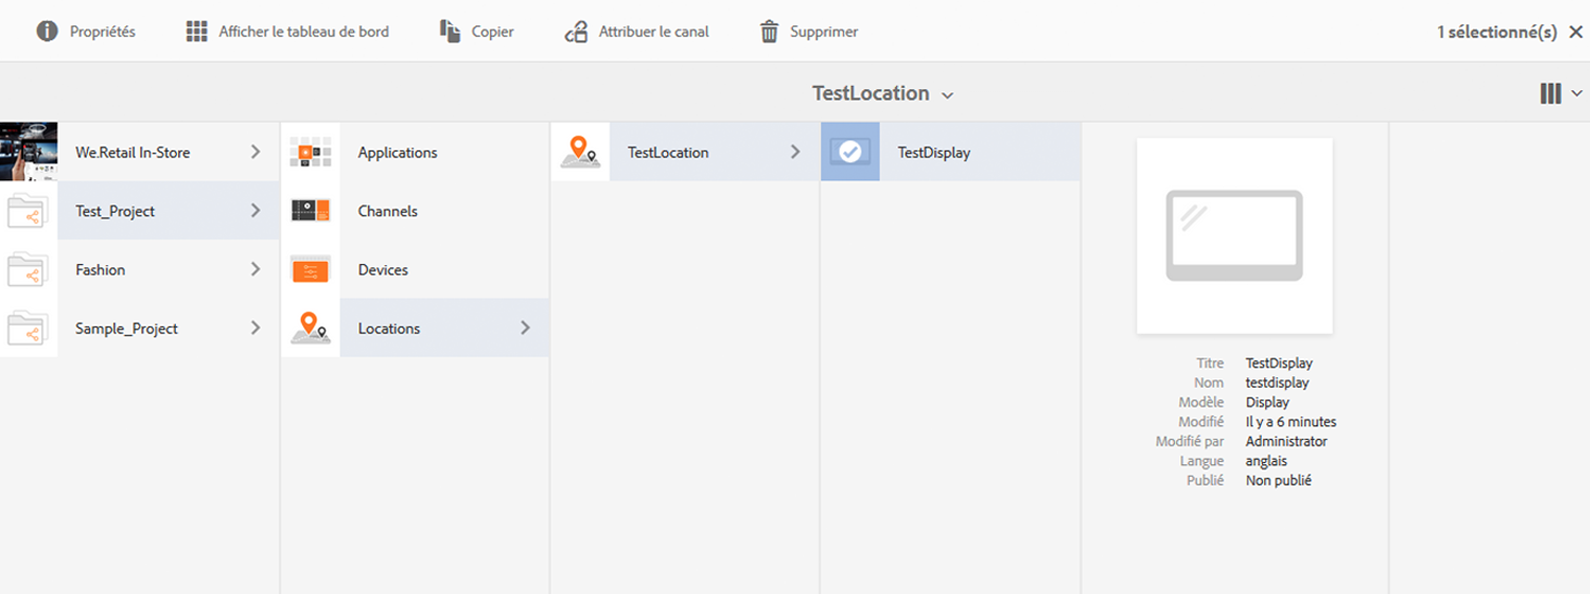 Propriétés
Afficher le tableau de bord
Copier
Attribuer le canal
Supprimer
1 sélectionné(s)
TestLocation
We.Retail In-Store
Test_Project
Fashion
Sample_Project
Applications
Channels
Devices
Locations
TestLocation
TestDisplay
Titre TestDisplay
Nom testdisplay
Modèle Display
Modifié Il y a 6 minutes
Modifié par Administrator
Langue anglais
Publié Non publié